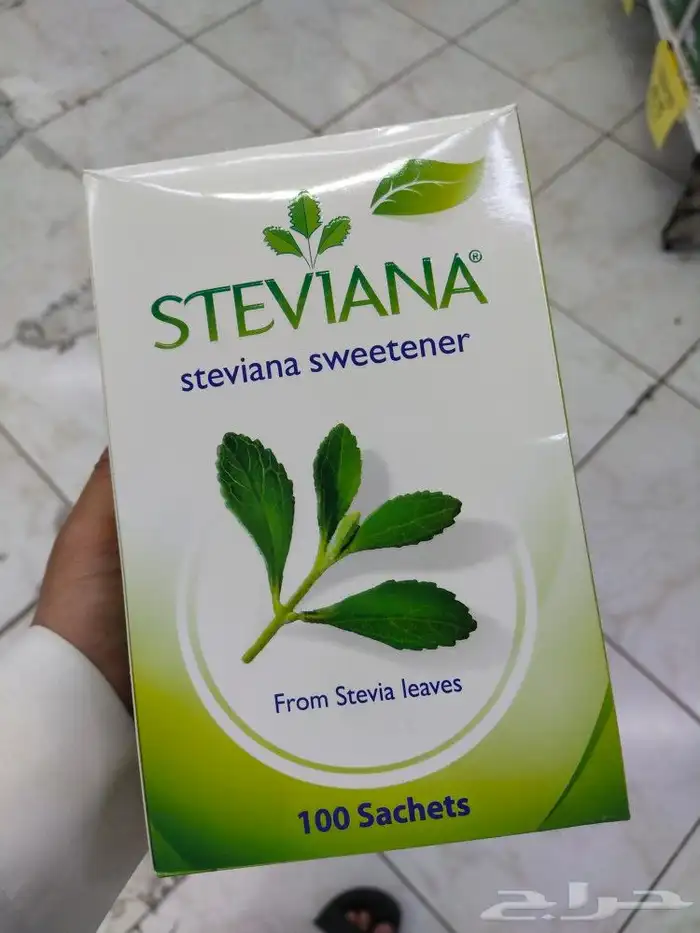 STEVIANA®
steviana sweetener
From Stevia leaves
100 Sachets
حراج